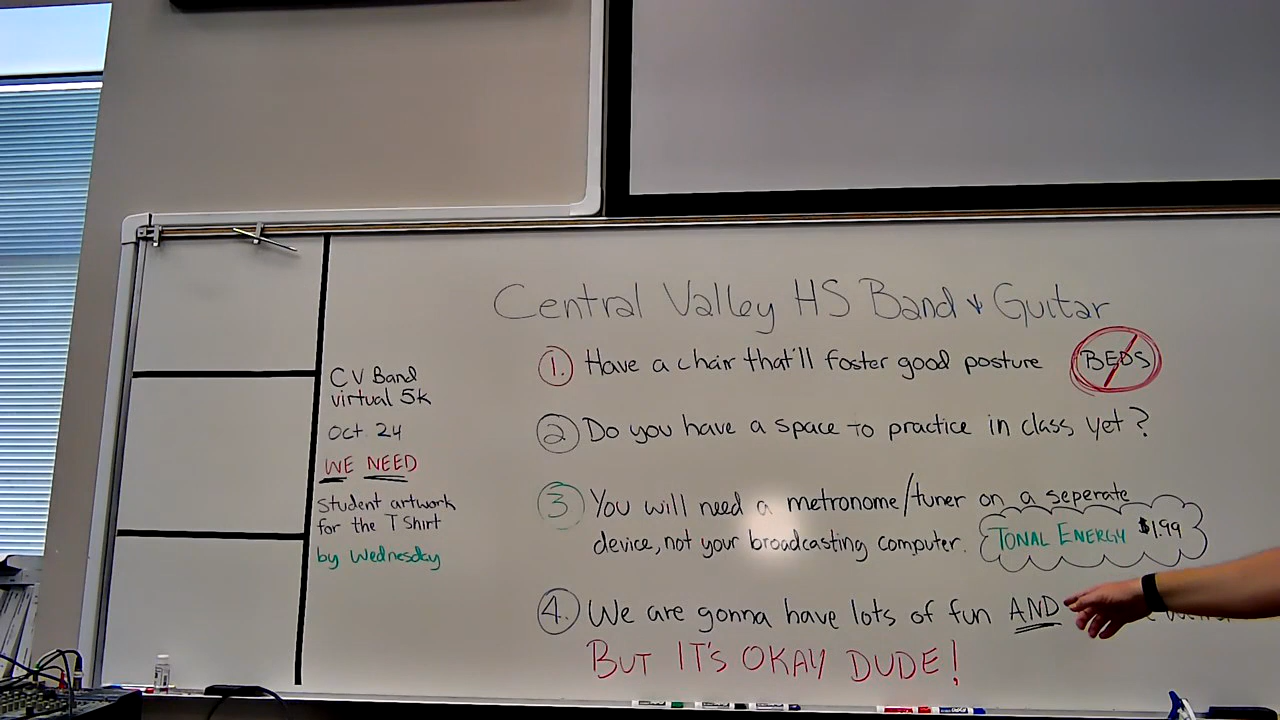 Central Valley HS Band & Guitar
1. Have a chair that'll foster good posture BEDS
2 Do you have a space to practice in class yet?
3 You will need a metronome/tuner on a seperate
device, not your broadcasting computer. TONAL ENERGY $1.99
4. We are gonna have lots of fun AND
BUT IT'S OKAY DUDE!
CV Band
virtual 5k
Oct. 24
WE NEED
student artwork
for the T Shirt
by Wednesday